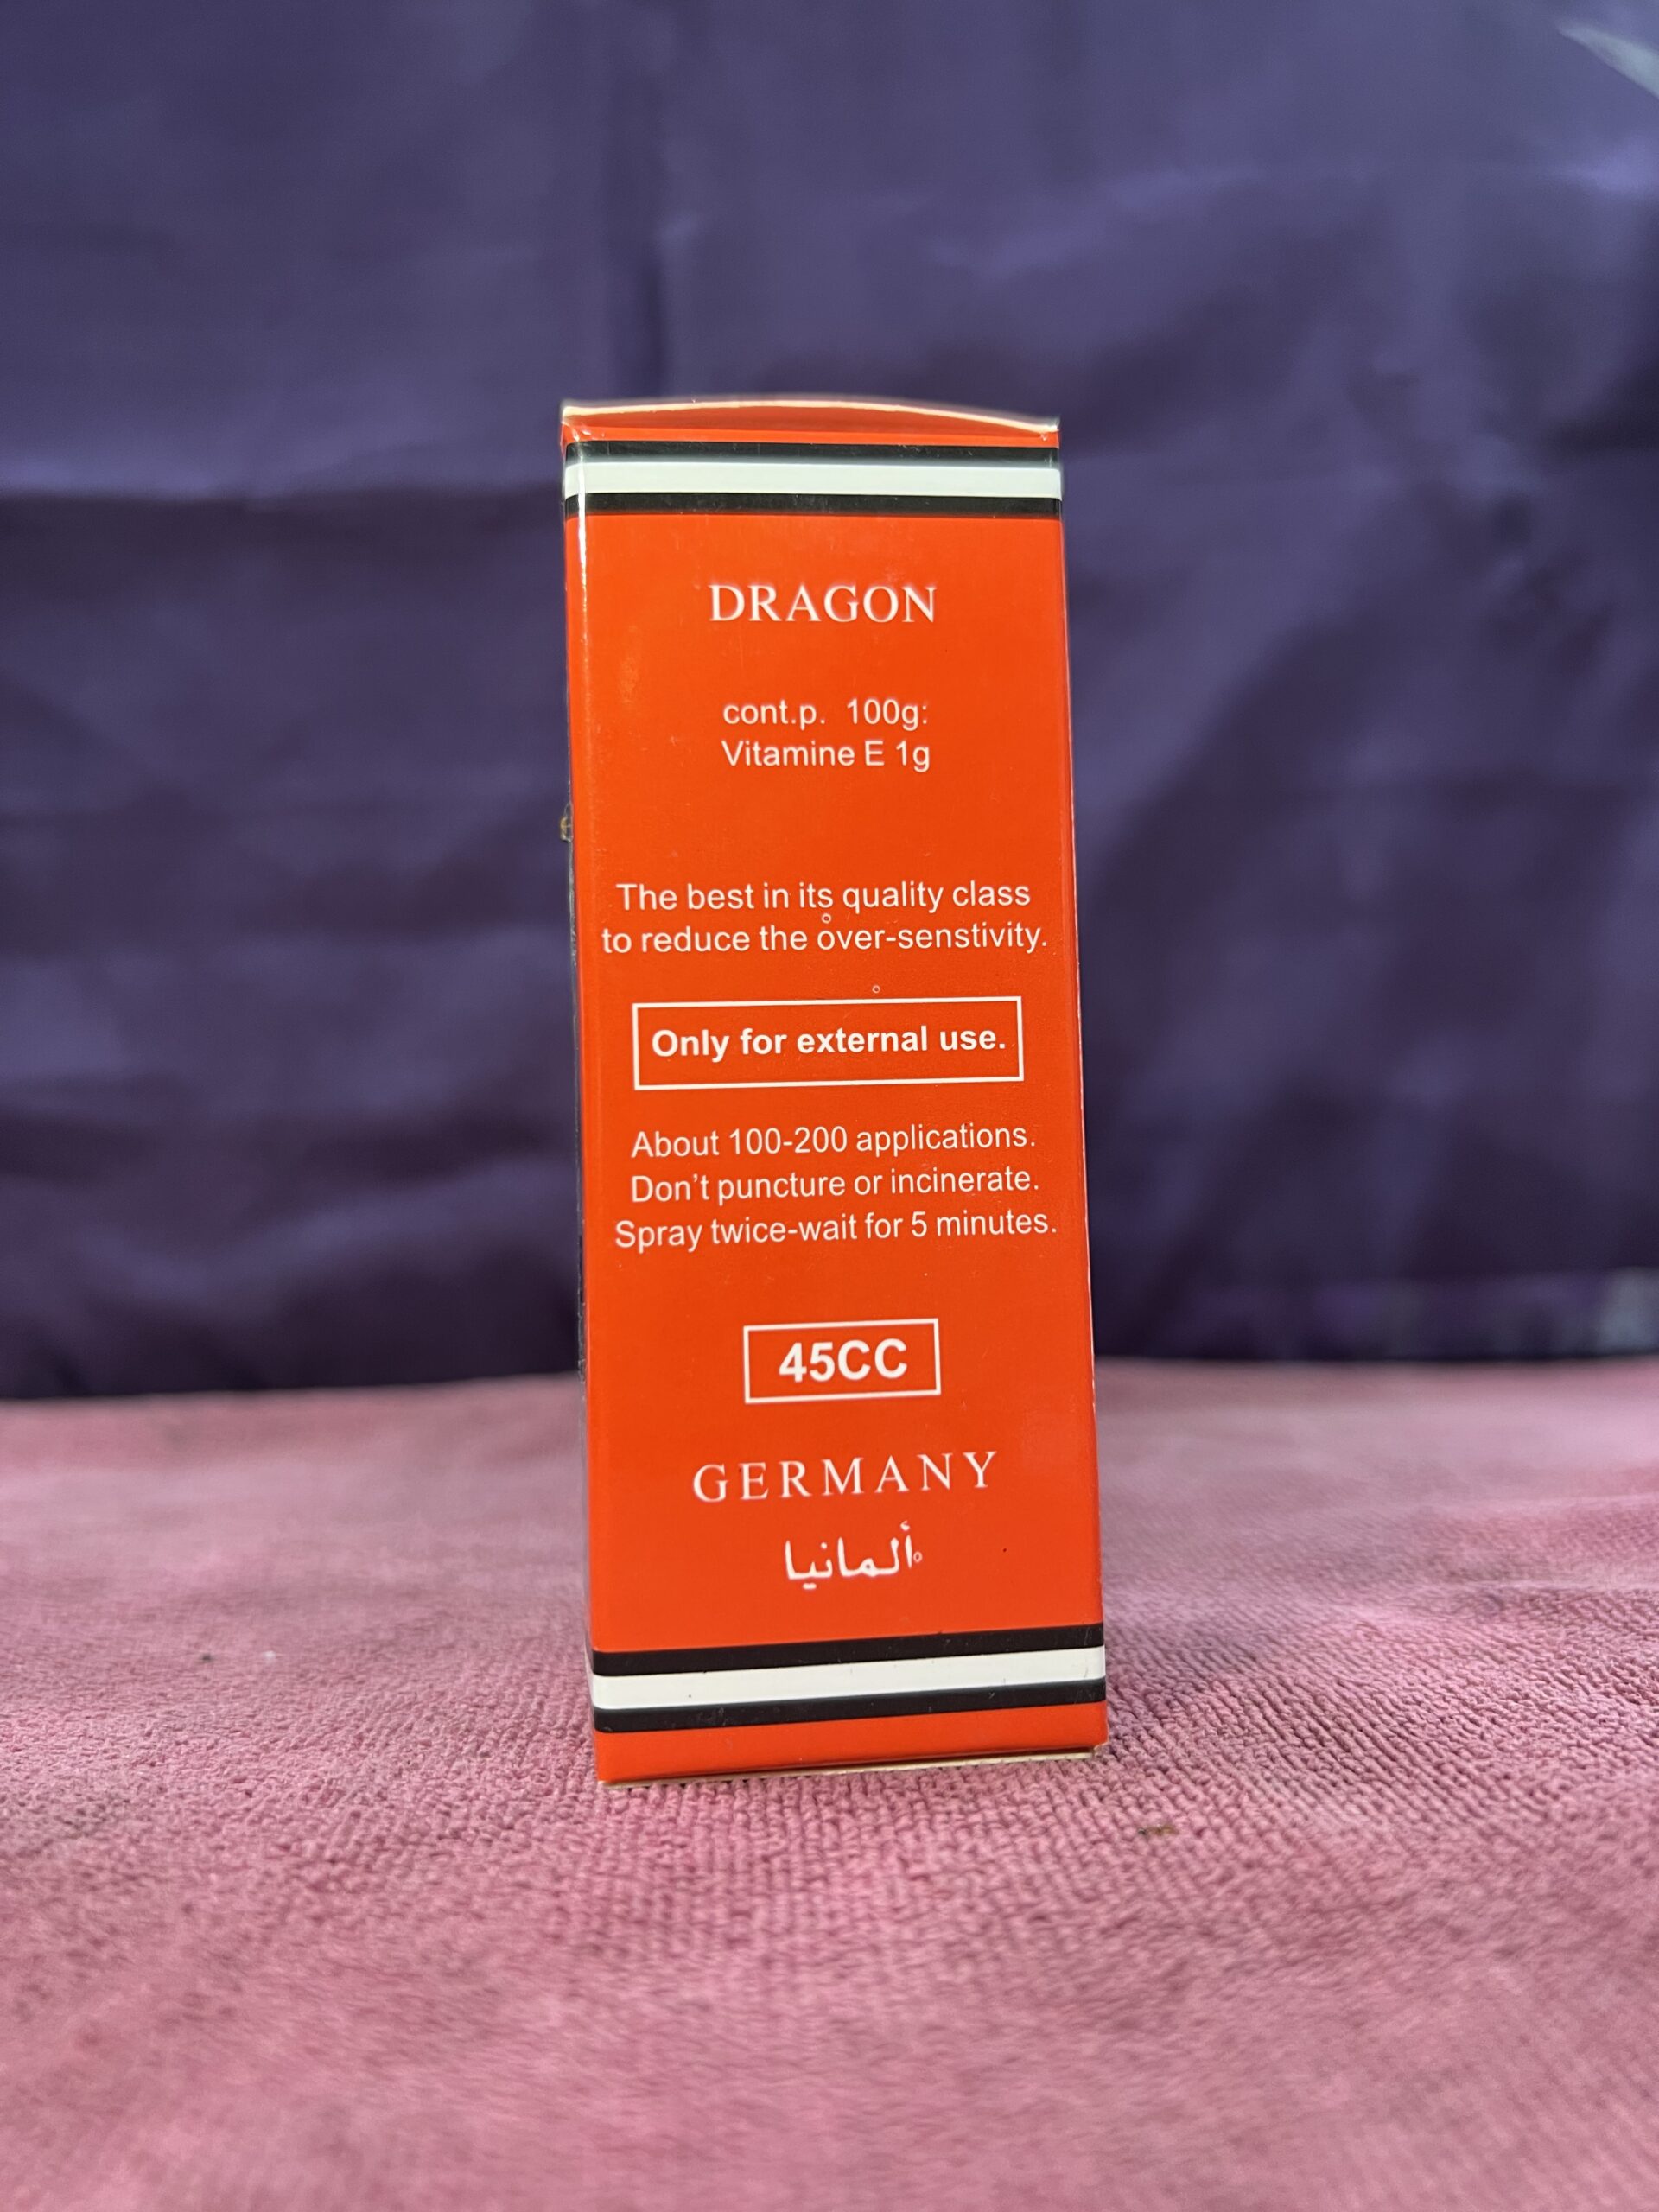 DRAGON
cont.p. 100g:
Vitamine E 1g
The best in its quality class
to reduce the over-senstivity.
Only for external use.
About 100-200 applications.
Don't puncture or incinerate.
Spray twice-wait for 5 minutes.
45CC
GERMANY
ألمانيا